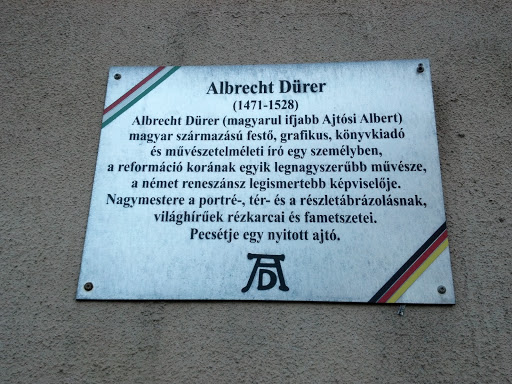 Albrecht Dürer
(1471-1528)
Albrecht Dürer (magyarul ifjabb Ajtósi Albert)
magyar származású festő, grafikus, könyvkiadó
és művészetelméleti író egy személyben,
a reformáció korának egyik legnagyszerűbb művésze,
a német reneszánsz legismertebb képviselője.
Nagymestere a portré-, tér- és a részletábrázolásnak,
világhírűek rézkarcai és fametszetei.
Pecsétje egy nyitott ajtó.
AD